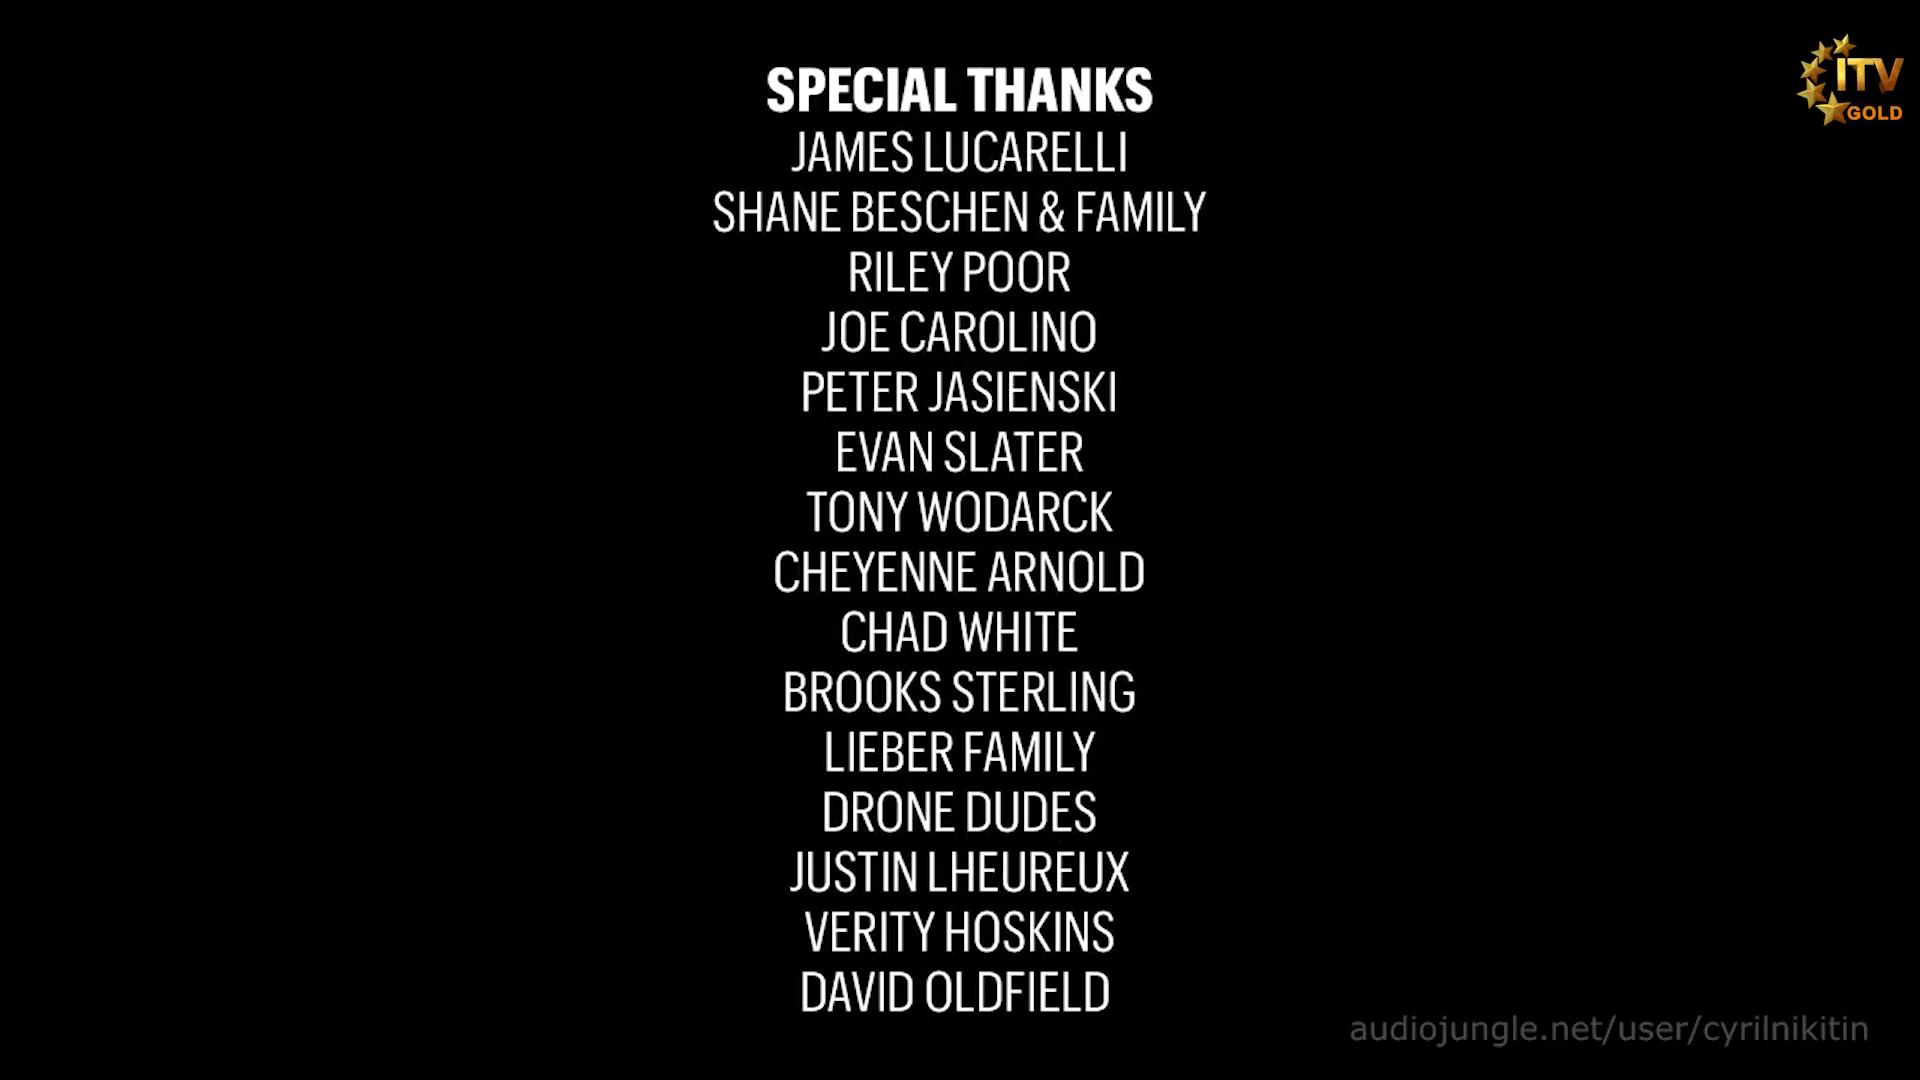 SPECIAL THANKS
JAMES LUCARELLI
SHANE BESCHEN & FAMILY
RILEY POOR
JOE CAROLINO
PETER JASIENSKI
EVAN SLATER
TONY WODARCK
CHEYENNE ARNOLD
CHAD WHITE
BROOKS STERLING
LIEBER FAMILY
DRONE DUDES
JUSTIN LHEUREUX
VERITY HOSKINS
DAVID OLDFIELD
ITV
GOLD
audiojungle.net/user/cyrilnikitin